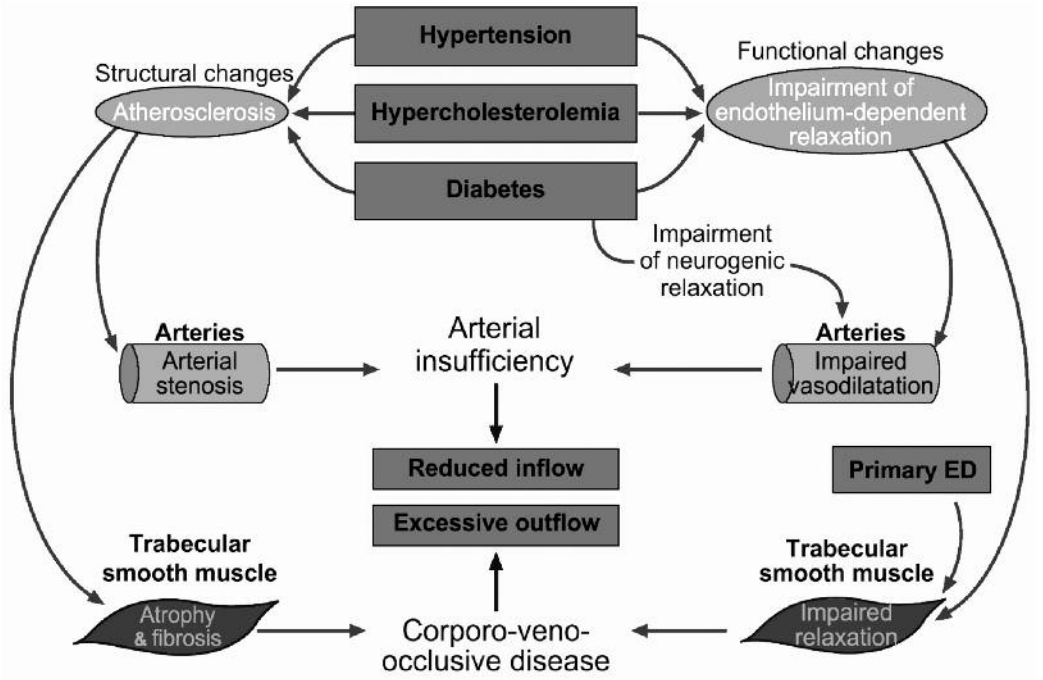 Hypertension
Structural changes
Functional changes
Atherosclerosis
Hypercholesterolemia
Impairment of
endothelium-dependent
relaxation
Diabetes
Impairment
of neurogenic
relaxation
Arteries
Arterial
stenosis
Arterial
insufficiency
Arteries
Impaired
vasodilatation
Reduced inflow
Primary ED
Excessive outflow
Trabecular
smooth muscle
Atrophy
& fibrosis
Corporo-veno-
occlusive disease
Trabecular
smooth muscle
Impaired
relaxation